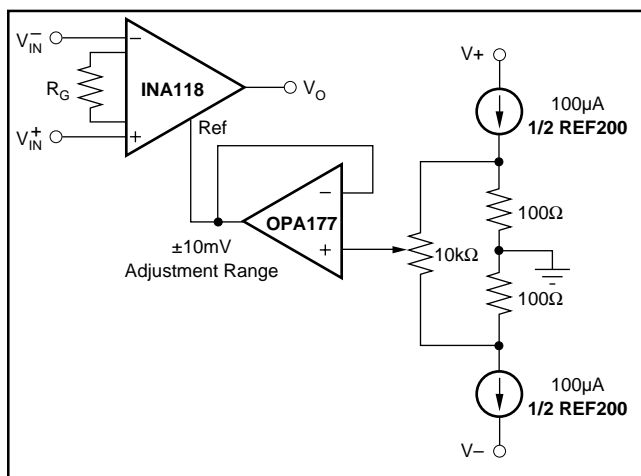 V−IN
RG
V+IN
INA118
VO
Ref
V+
100µA
1/2 REF200
OPA177
±10mV
Adjustment Range
10kΩ
100Ω
100Ω
100µA
1/2 REF200
V−